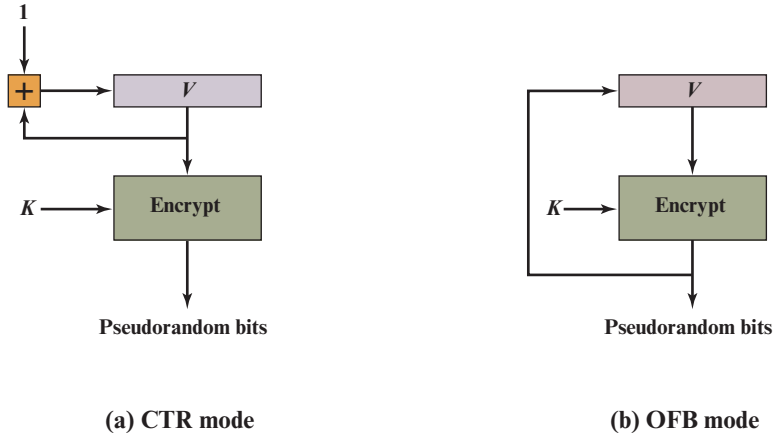 1
+
V
K
Encrypt
Pseudorandom bits
(a) CTR mode
V
K
Encrypt
Pseudorandom bits
(b) OFB mode